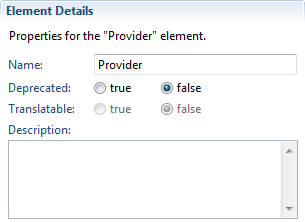 Element Details
Properties for the "Provider" element.
Name: Provider
Deprecated: true false
Translatable: true false
Description: